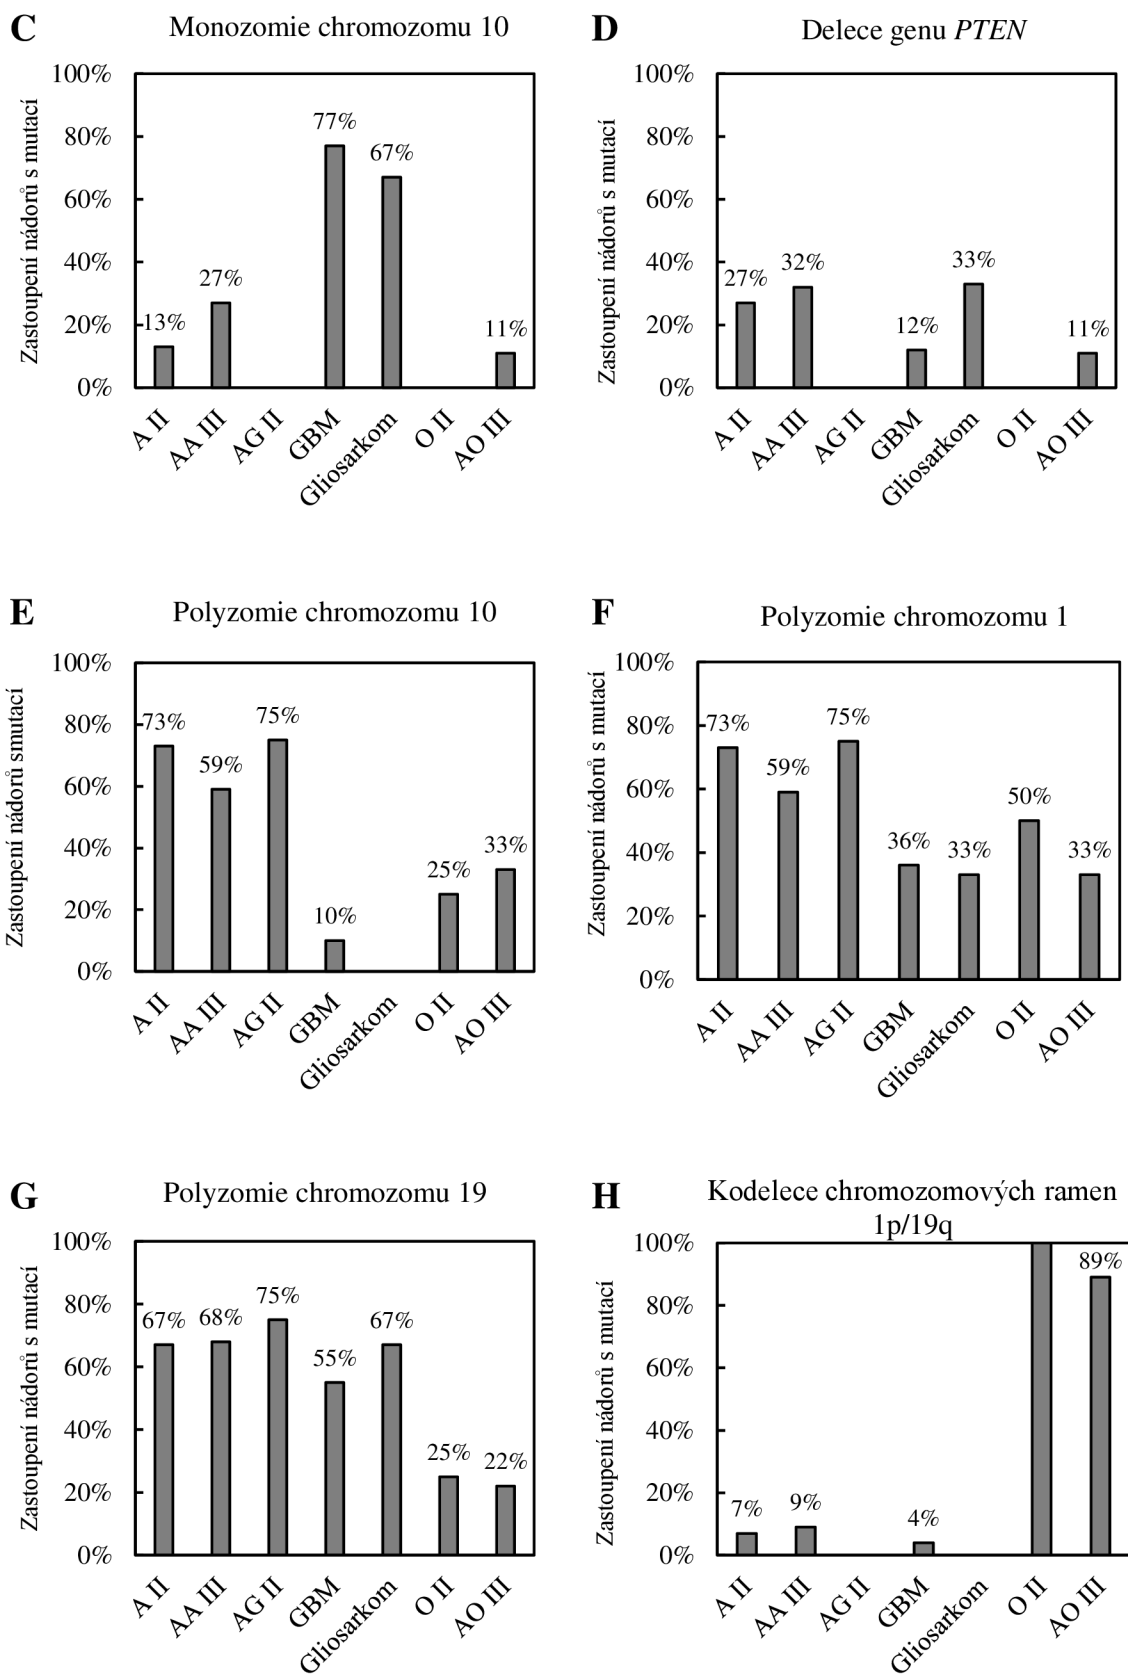 C
Monozomie chromozomu 10
Zastoupení nádorů s mutací
100%
80%
60%
40%
20%
0%
13%
27%
77%
67%
11%
A II
AA III
AG II
GBM
Gliosarkom
O II
AO III
D
Delece genu PTEN
Zastoupení nádorů s mutací
100%
80%
60%
40%
20%
0%
27%
32%
12%
33%
11%
A II
AA III
AG II
GBM
Gliosarkom
O II
AO III
E
Polyzomie chromozomu 10
Zastoupení nádorů smutací
100%
80%
60%
40%
20%
0%
73%
59%
75%
10%
25%
33%
A II
AA III
AG II
GBM
Gliosarkom
O II
AO III
F
Polyzomie chromozomu 1
Zastoupení nádorů s mutací
100%
80%
60%
40%
20%
0%
73%
59%
75%
36%
33%
50%
33%
A II
AA III
AG II
GBM
Gliosarkom
O II
AO III
G
Polyzomie chromozomu 19
Zastoupení nádorů s mutací
100%
80%
60%
40%
20%
0%
67%
68%
75%
55%
67%
25%
22%
A II
AA III
AG II
GBM
Gliosarkom
O II
AO III
H
Kodelece chromozomových ramen
1p/19q
Zastoupení nádorů s mutací
100%
80%
60%
40%
20%
0%
7%
9%
4%
89%
A II
AA III
AG II
GBM
Gliosarkom
O II
AO III